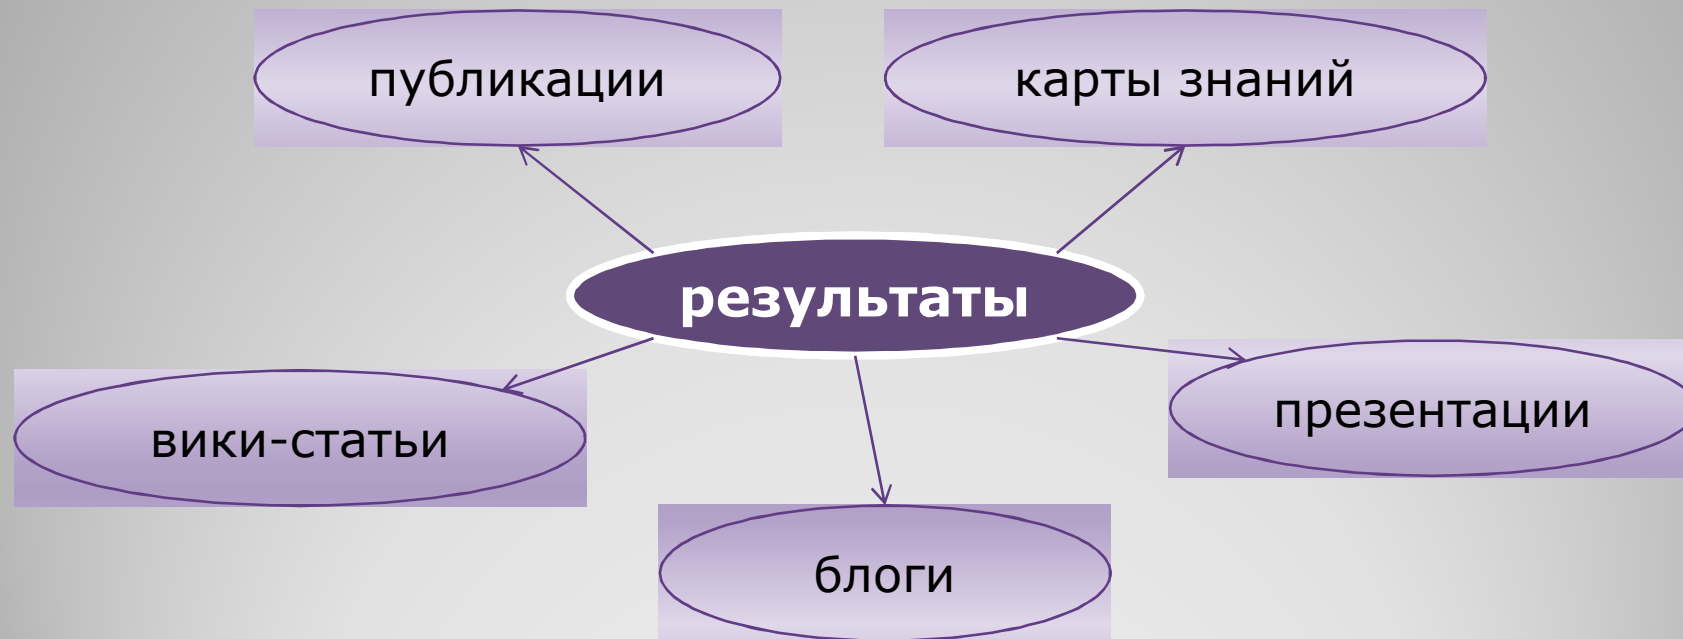 публикации
карты знаний
результаты
презентации
вики-статьи
блоги